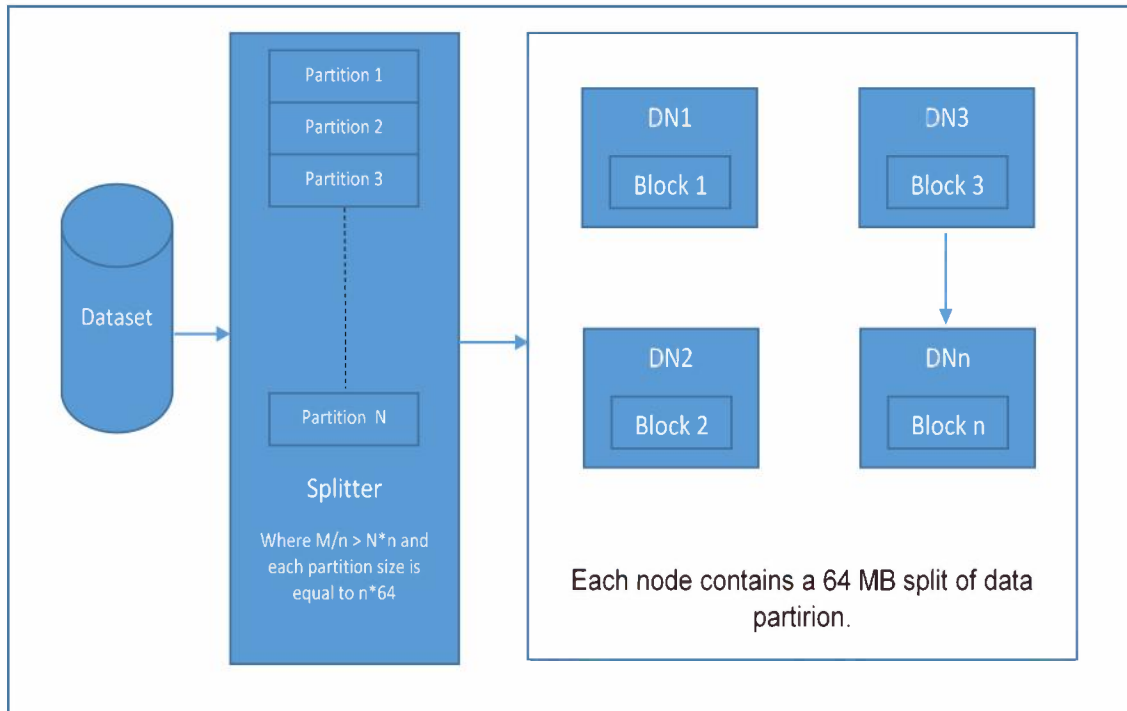 Dataset
Partition 1
Partition 2
Partition 3
Partition N
Splitter
Where M/n > N*n and
each partition size is
equal to n*64
DN1
Block 1
DN3
Block 3
DN2
Block 2
DNn
Block n
Each node contains a 64 MB split of data
partirion.